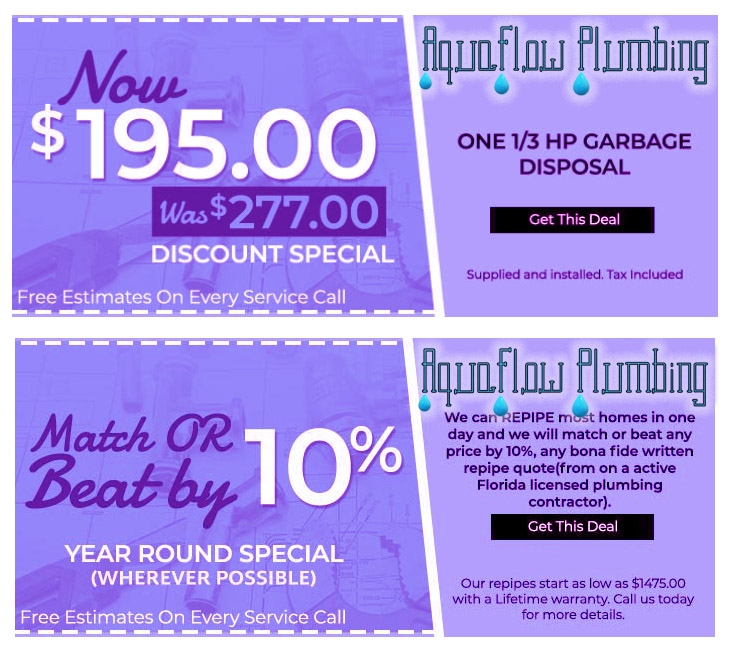 Now
$195.00
Was $277.00
DISCOUNT SPECIAL
Free Estimates On Every Service Call
Aquaflow Plumbing
ONE 1/3 HP GARBAGE
DISPOSAL
Get This Deal
Supplied and installed. Tax Included
Match OR
Beat by 10%
YEAR ROUND SPECIAL
(WHEREVER POSSIBLE)
Free Estimates On Every Service Call
Aquaflow Plumbing
We can REPIPE most homes in one
day and we will match or beat any
price by 10%, any bona fide written
repipe quote(from on a active
Florida licensed plumbing
contractor).
Get This Deal
Our repipes start as low as $1475.00
with a Lifetime warranty. Call us today
for more details.